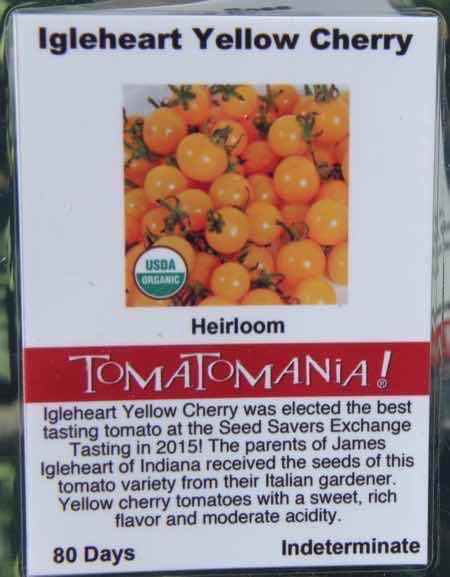 Igleheart Yellow Cherry
USDA
ORGANIC
Heirloom
TOMATOMANiA!®
Igleheart Yellow Cherry was elected the best
tasting tomato at the Seed Savers Exchange
Tasting in 2015! The parents of James
Igleheart of Indiana received the seeds of this
tomato variety from their Italian gardener.
Yellow cherry tomatoes with a sweet, rich
flavor and moderate acidity.
80 Days
Indeterminate